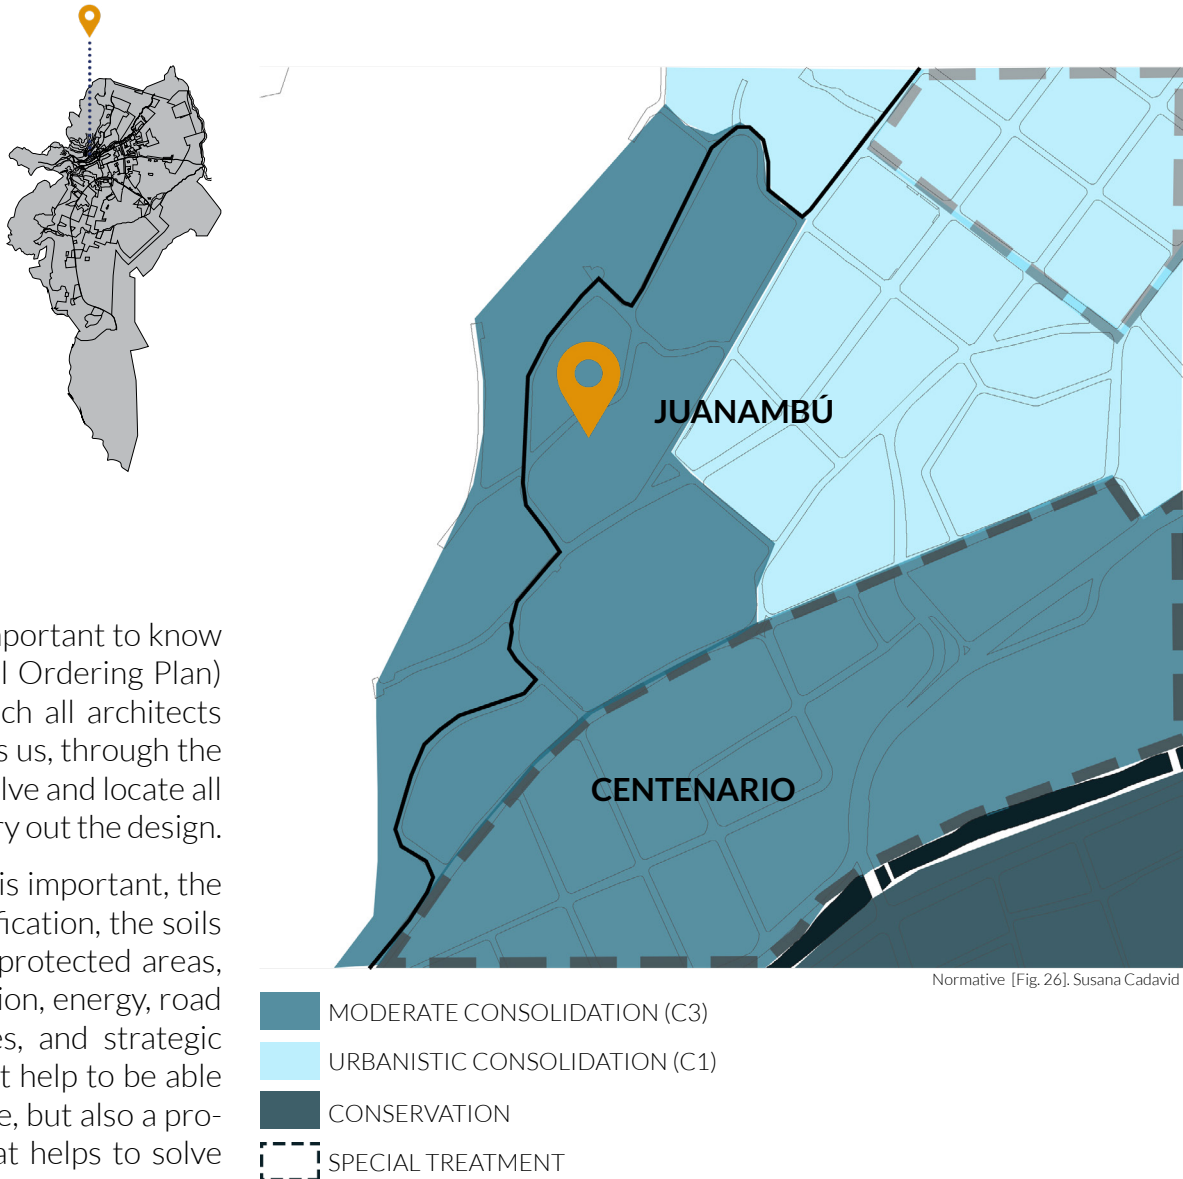 JUANAMBÚ
CENTENARIO
mportant to know
l Ordering Plan)
ch all architects
s us, through the
lve and locate all
ry out the design.
is important, the
fication, the soils
protected areas,
ion, energy, road
es, and strategic
t help to be able
e, but also a pro-
at helps to solve
Normative [Fig. 26]. Susana Cadavid
MODERATE CONSOLIDATION (C3)
URBANISTIC CONSOLIDATION (C1)
CONSERVATION
SPECIAL TREATMENT